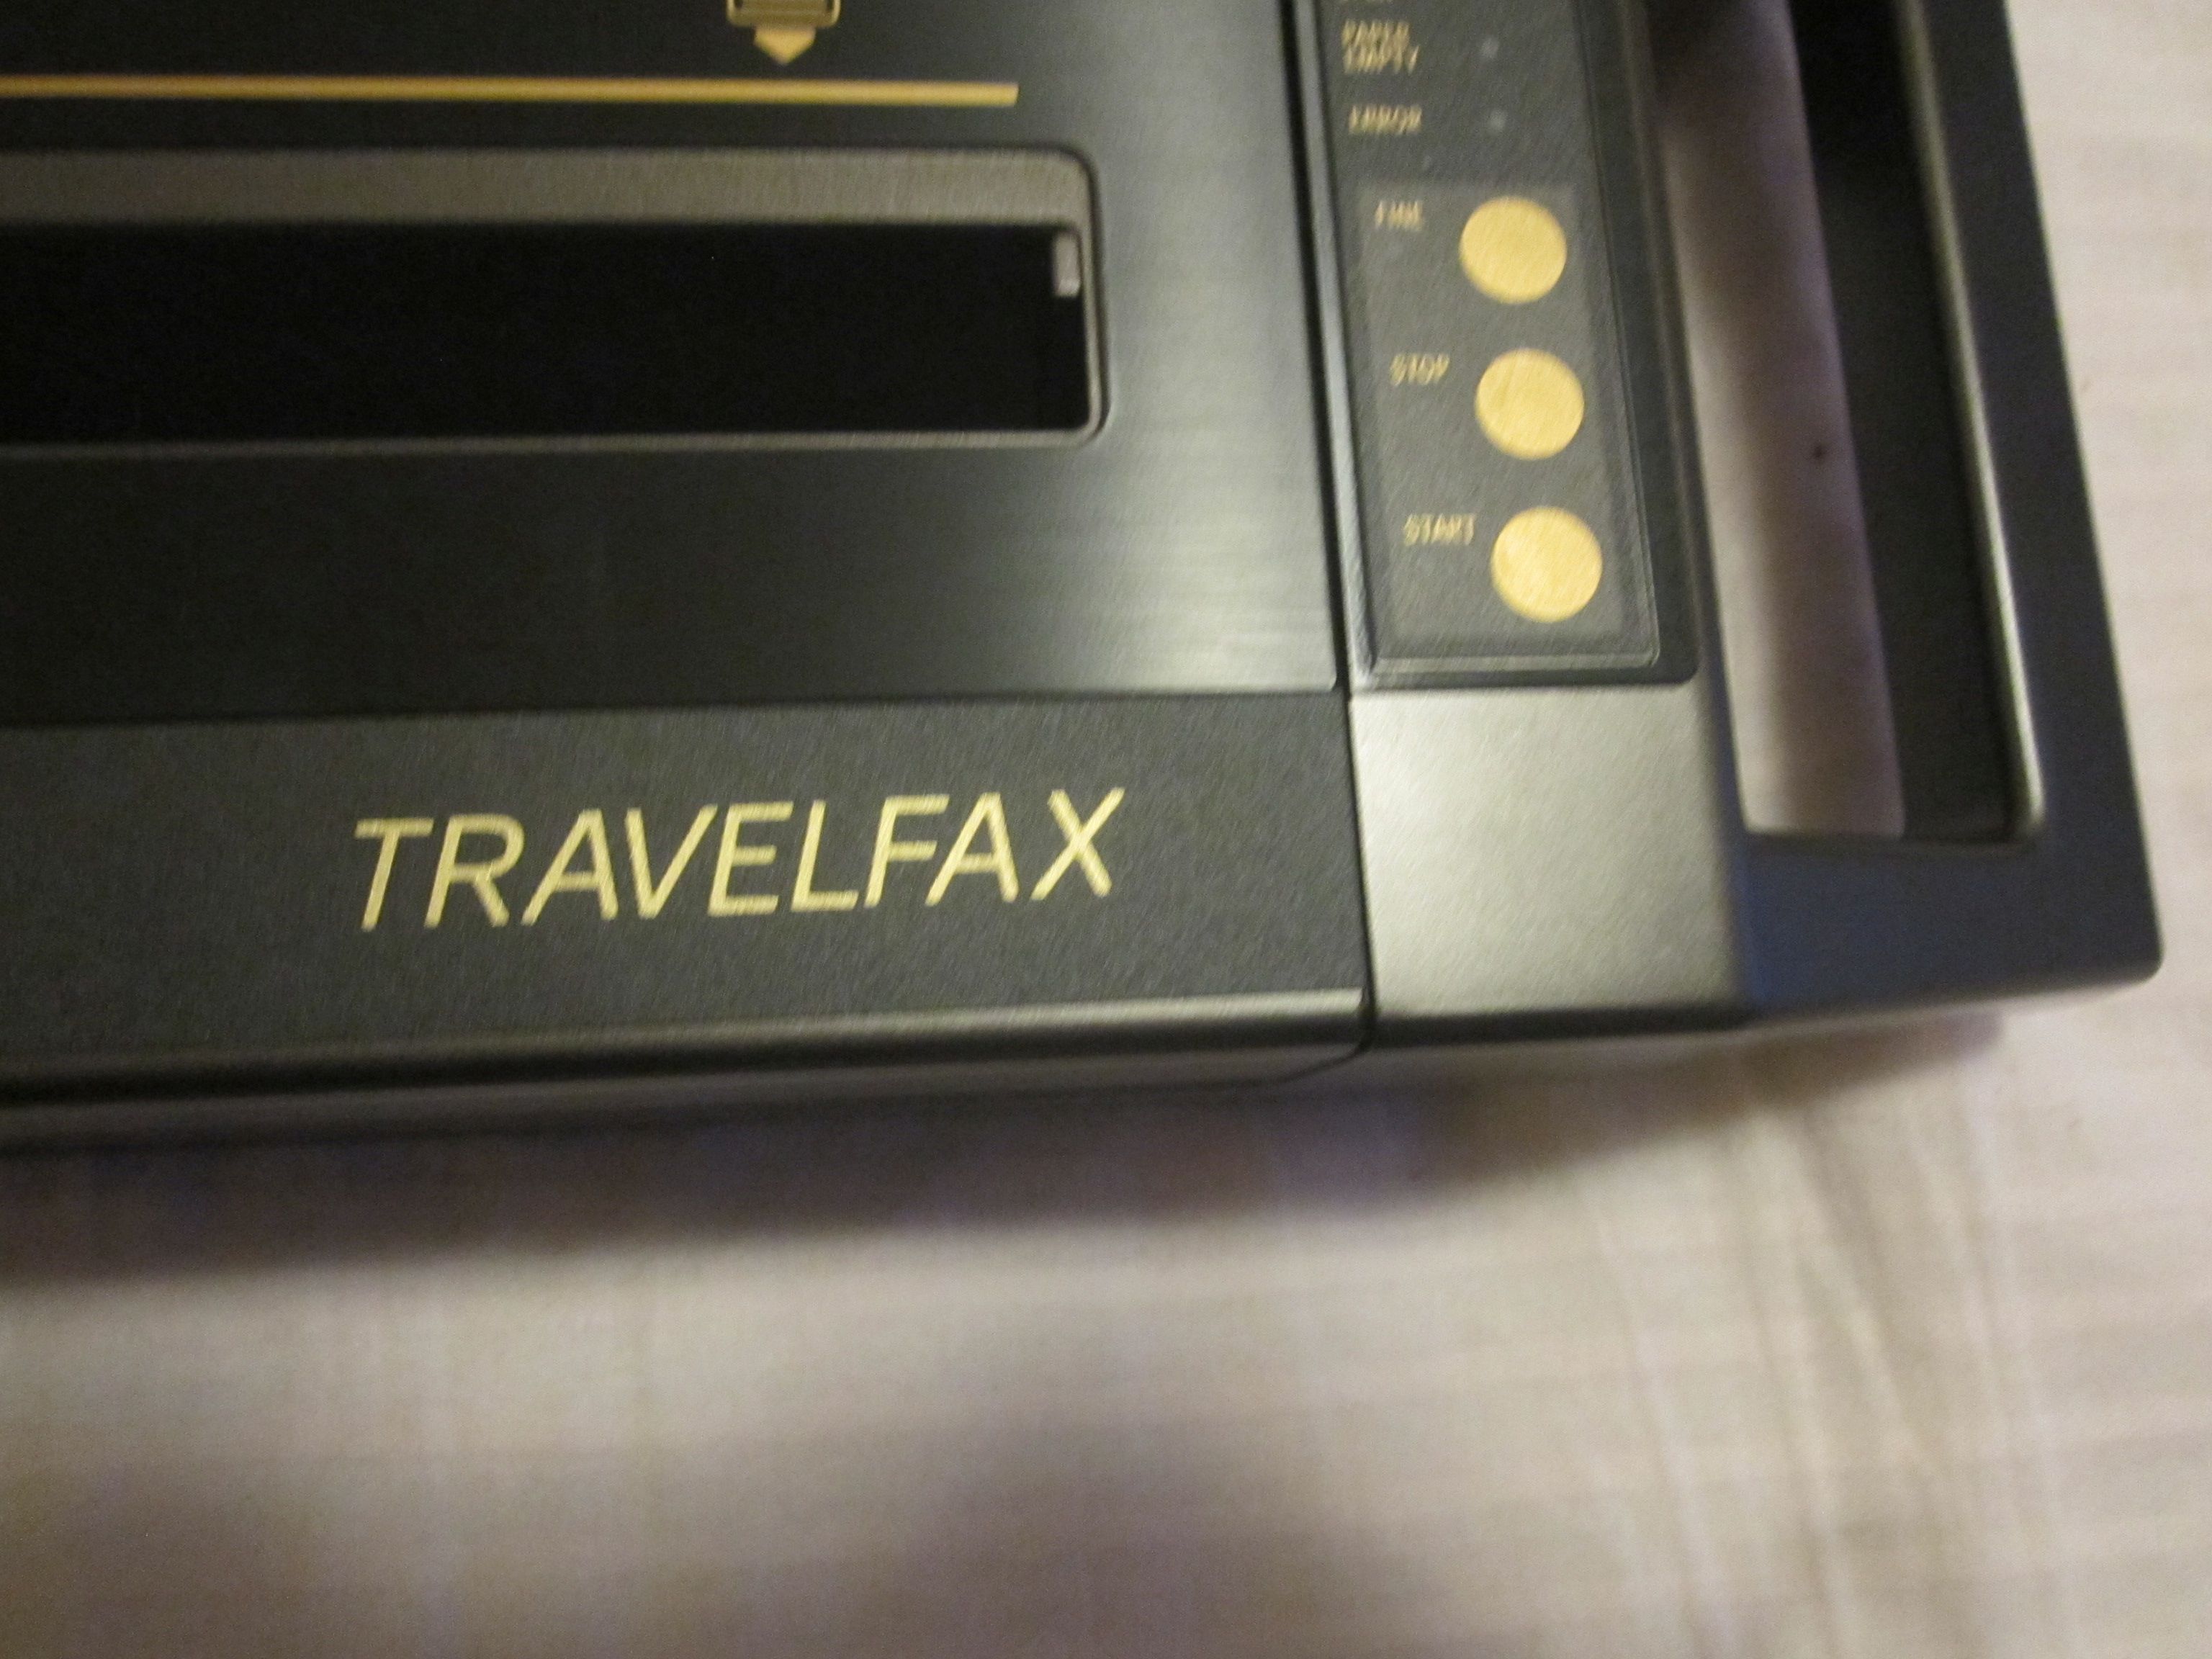 PAPER
EMPTY
ERROR
FINE
STOP
START
TRAVELFAX